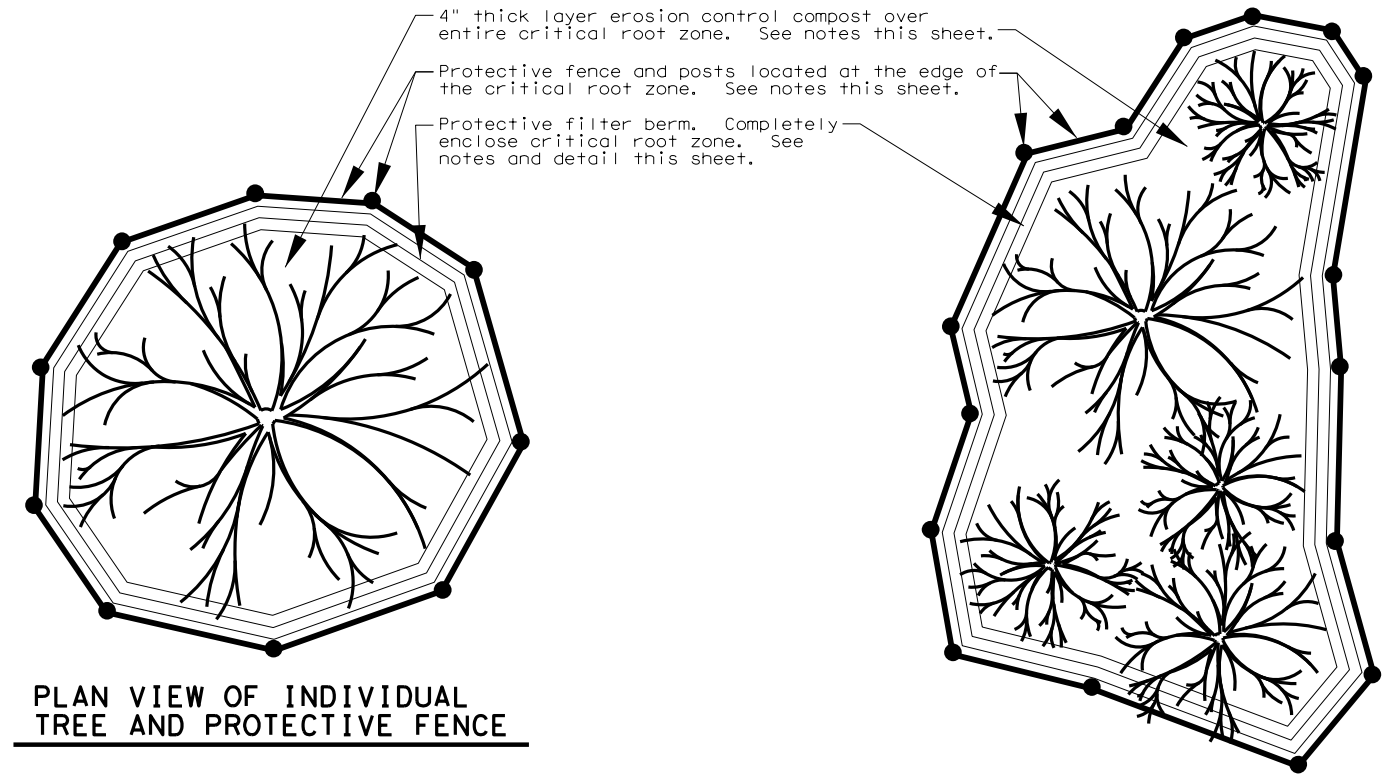 4" thick layer erosion control compost over
entire critical root zone.  See notes this sheet.
Protective fence and posts located at the edge of
the critical root zone.  See notes this sheet.
Protective filter berm.  Completely
enclose critical root zone.  See
notes and detail this sheet.
PLAN VIEW OF INDIVIDUAL
TREE AND PROTECTIVE FENCE